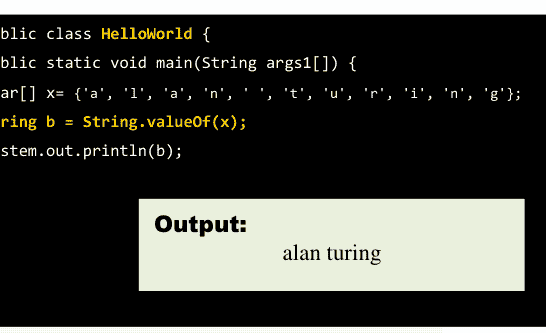 blic class HelloWorld {
blic static void main(String args1[]) {
ar[] x= {'a', 'l', 'a', 'n', ' ', 't', 'u', 'r', 'i', 'n', 'g'};
ring b = String.valueOf(x);
stem.out.println(b);
Output:
alan turing